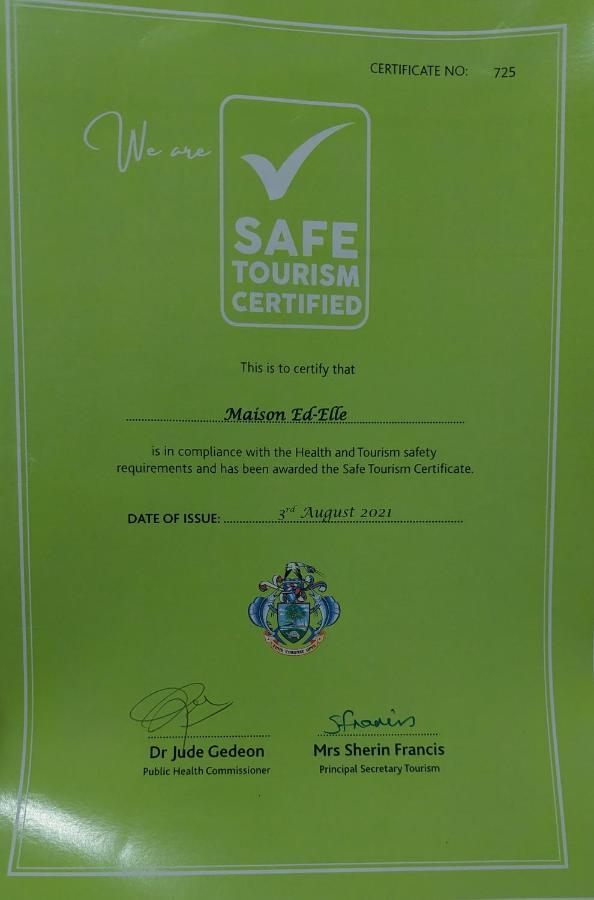 CERTIFICATE NO: 725
We are
SAFE
TOURISM
CERTIFIED
This is to certify that
Maison Ed-Elle
is in compliance with the Health and Tourism safety
requirements and has been awarded the Safe Tourism Certificate.
DATE OF ISSUE: 3rd August 2021
SFrancis
Dr Jude Gedeon
Mrs Sherin Francis
Public Health Commissioner
Principal Secretary Tourism